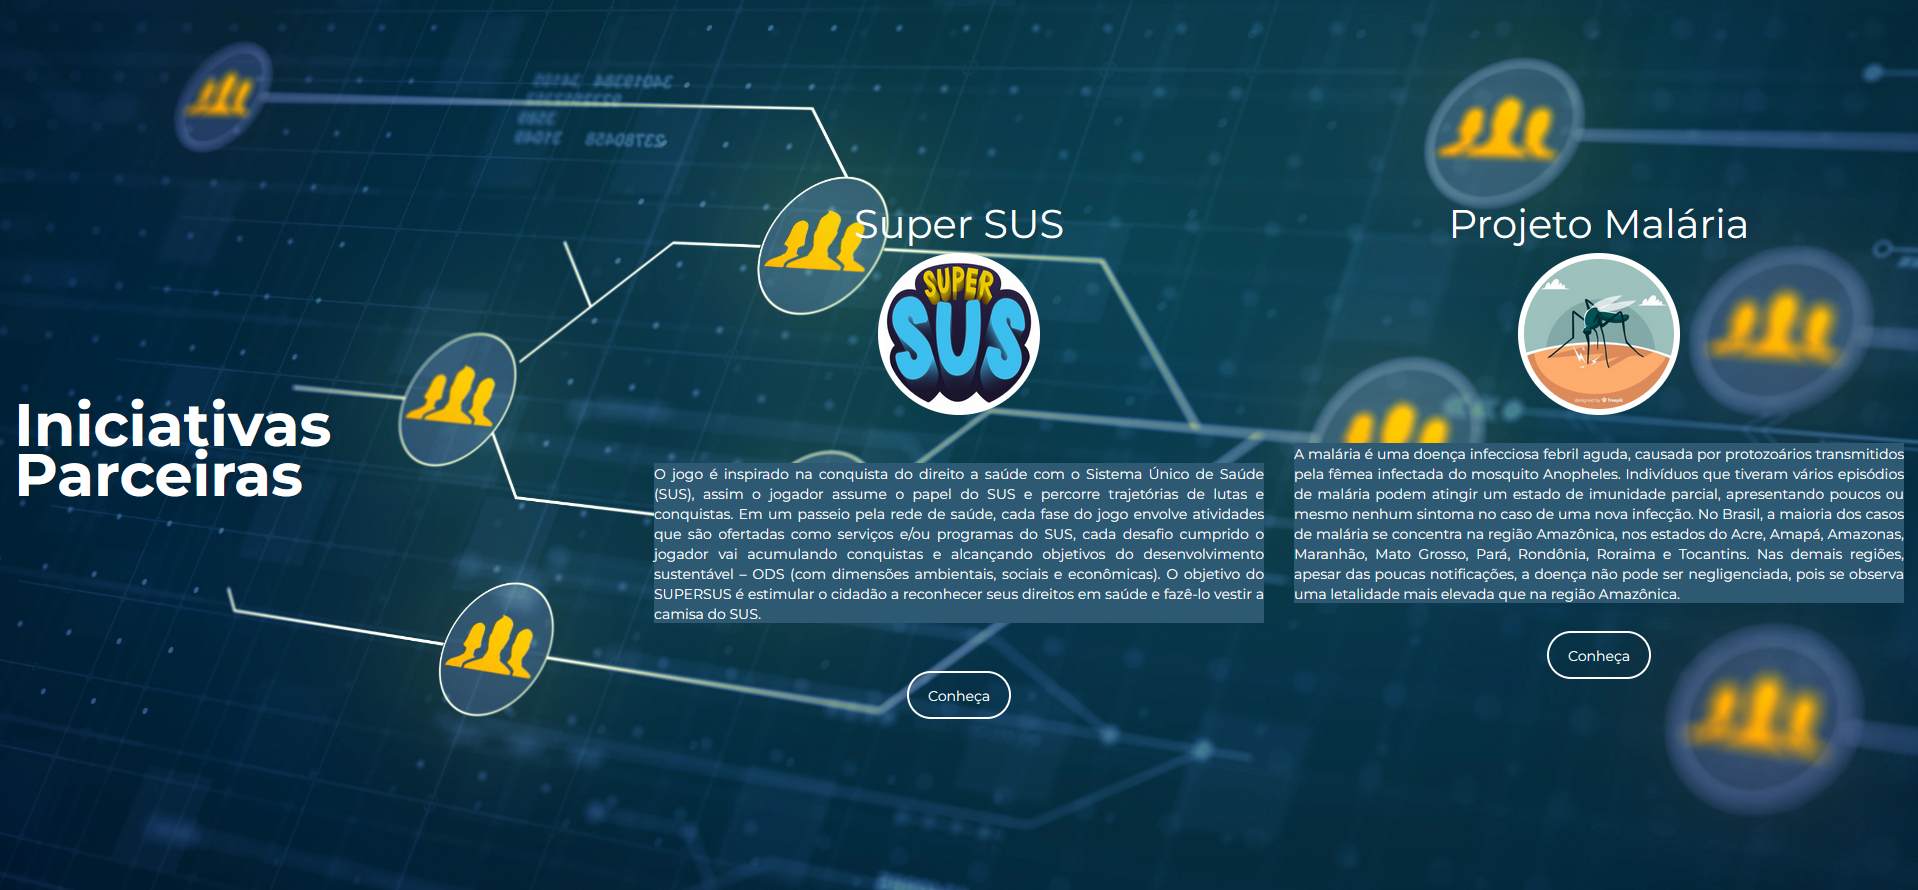 Iniciativas
Parceiras
Super SUS
SUPER
SUS
O jogo é inspirado na conquista do direito a saúde com o Sistema Único de Saúde
(SUS), assim o jogador assume o papel do SUS e percorre trajetórias de lutas e
conquistas. Em um passeio pela rede de saúde, cada fase do jogo envolve atividades
que são ofertadas como serviços e/ou programas do SUS, cada desafio cumprido o
jogador vai acumulando conquistas e alcançando objetivos do desenvolvimento
sustentável – ODS (com dimensões ambientais, sociais e econômicas). O objetivo do
SUPERSUS é estimular o cidadão a reconhecer seus direitos em saúde e fazê-lo vestir a
camisa do SUS.
Conheça
Projeto Malária
designed by freepik
A malária é uma doença infecciosa febril aguda, causada por protozoários transmitidos
pela fêmea infectada do mosquito Anopheles. Indivíduos que tiveram vários episódios
de malária podem atingir um estado de imunidade parcial, apresentando poucos ou
mesmo nenhum sintoma no caso de uma nova infecção. No Brasil, a maioria dos casos
de malária se concentra na região Amazônica, nos estados do Acre, Amapá, Amazonas,
Maranhão, Mato Grosso, Pará, Rondônia, Roraima e Tocantins. Nas demais regiões,
apesar das poucas notificações, a doença não pode ser negligenciada, pois se observa
uma letalidade mais elevada que na região Amazônica.
Conheça